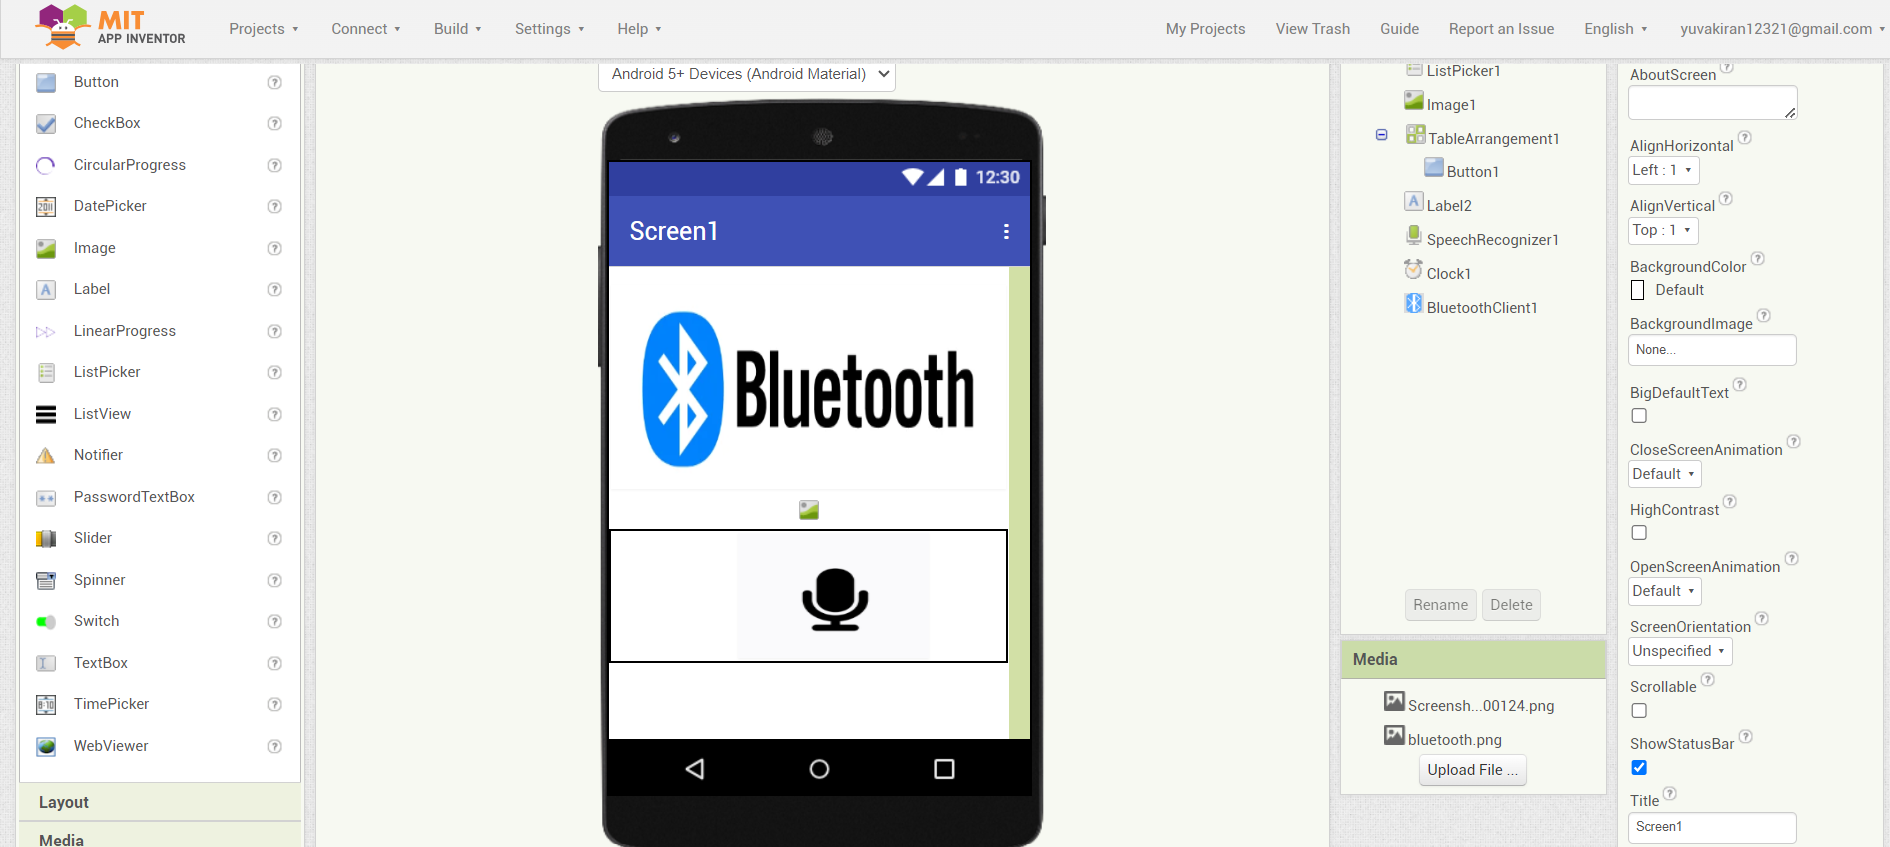 MIT
APP INVENTOR
Projects
Connect
Build
Settings
Help
My Projects
View Trash
Guide
Report an Issue
English
yuvakiran12321@gmail.com
Button
CheckBox
CircularProgress
DatePicker
Image
Label
LinearProgress
ListPicker
ListView
Notifier
PasswordTextBox
Slider
Spinner
Switch
TextBox
TimePicker
WebViewer
Layout
Media
Android 5+ Devices (Android Material)
12:30
Screen1
Bluetooth
ListPicker1
Image1
TableArrangement1
Button1
Label2
SpeechRecognizer1
Clock1
BluetoothClient1
Rename
Delete
Media
Screensh...00124.png
bluetooth.png
Upload File ...
AboutScreen
AlignHorizontal
Left : 1
AlignVertical
Top : 1
BackgroundColor
Default
BackgroundImage
None...
BigDefaultText
CloseScreenAnimation
Default
HighContrast
OpenScreenAnimation
Default
ScreenOrientation
Unspecified
Scrollable
ShowStatusBar
Title
Screen1